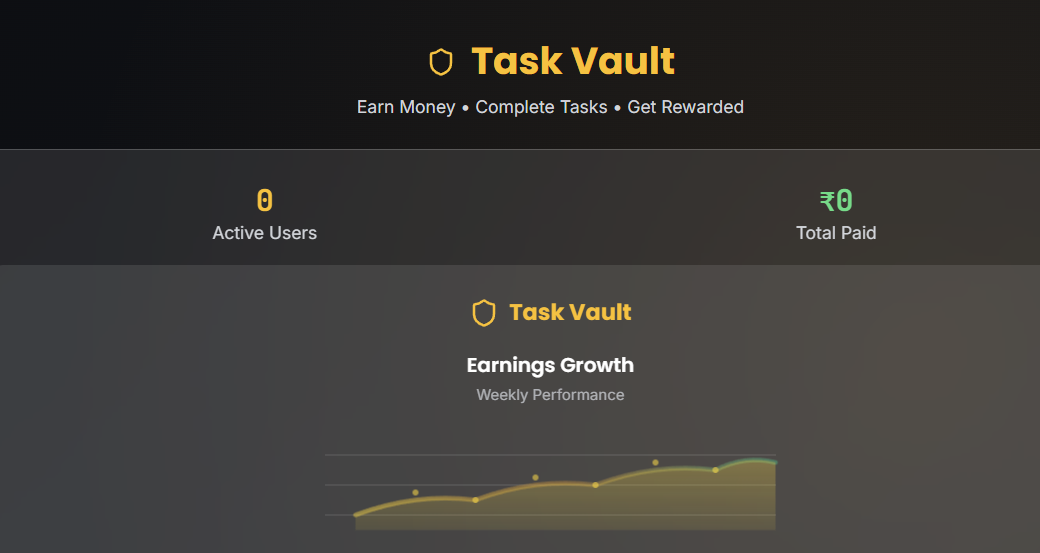 Task Vault
Earn Money • Complete Tasks • Get Rewarded
0
Active Users
₹0
Total Paid
Task Vault
Earnings Growth
Weekly Performance